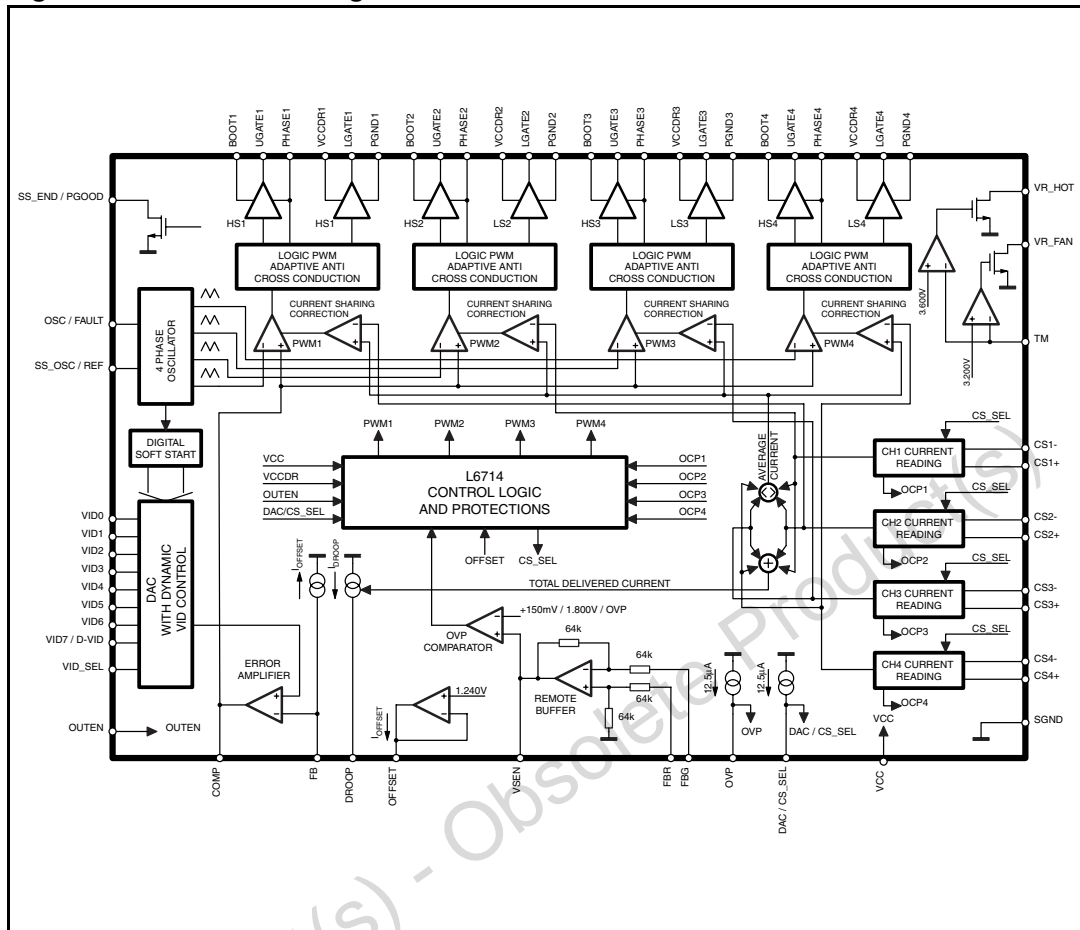 BOOT1
UGATE1
PHASE1
VCCDR1
LGATE1
PGND1
BOOT2
UGATE2
PHASE2
VCCDR2
LGATE2
PGND2
BOOT3
UGATE3
PHASE3
VCCDR3
LGATE3
PGND3
BOOT4
UGATE4
PHASE4
VCCDR4
LGATE4
PGND4
SS_END / PGOOD
HS1
HS1
HS2
LS2
HS3
LS3
HS4
LS4
VR_HOT
VR_FAN
LOGIC PWM
ADAPTIVE ANTI
CROSS CONDUCTION
LOGIC PWM
ADAPTIVE ANTI
CROSS CONDUCTION
LOGIC PWM
ADAPTIVE ANTI
CROSS CONDUCTION
LOGIC PWM
ADAPTIVE ANTI
CROSS CONDUCTION
3.600V
3.200V
TM
OSC / FAULT
SS_OSC / REF
4 PHASE
OSCILLATOR
CURRENT SHARING
CORRECTION
CURRENT SHARING
CORRECTION
CURRENT SHARING
CORRECTION
CURRENT SHARING
CORRECTION
PWM1
PWM2
PWM3
PWM4
DIGITAL
SOFT START
PWM1
PWM2
PWM3
PWM4
VCC
VCCDR
OUTEN
DAC/CS_SEL
L6714
CONTROL LOGIC
AND PROTECTIONS
OCP1
OCP2
OCP3
OCP4
AVERAGE
CURRENT
CS_SEL
CH1 CURRENT
READING
CS1-
CS1+
OCP1
CS_SEL
CH2 CURRENT
READING
CS2-
CS2+
OCP2
CS_SEL
CH3 CURRENT
READING
CS3-
CS3+
OCP3
CS_SEL
CH4 CURRENT
READING
CS4-
CS4+
OCP4
VID0
VID1
VID2
VID3
VID4
VID5
VID6
VID7 / D-VID
VID_SEL
DAC
WITH DYNAMIC
VID CONTROL
IOFFSET
IDROOP
OFFSET
CS_SEL
TOTAL DELIVERED CURRENT
+150mV / 1.800V / OVP
OVP
COMPARATOR
64k
64k
64k
64k
REMOTE
BUFFER
12.5µA
12.5µA
OVP
DAC / CS_SEL
ERROR
AMPLIFIER
1.240V
IOFFSET
VCC
SGND
OUTEN
OUTEN
COMP
FB
DROOP
OFFSET
VSEN
FBR
FBG
OVP
DAC / CS_SEL
VCC
(s) - Obsolete Product(s)